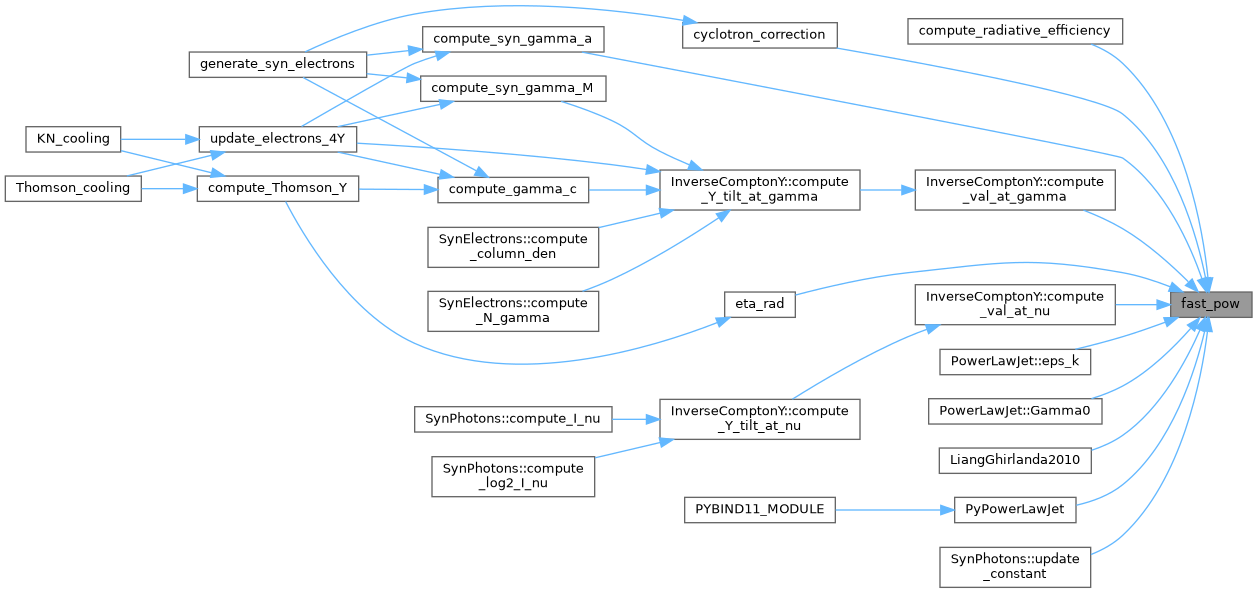 compute_radiative_efficiency
cyclotron_correction
compute_syn_gamma_a
generate_syn_electrons
compute_syn_gamma_M
KN_cooling
update_electrons_4Y
Thomson_cooling
compute_Thomson_Y
compute_gamma_c
InverseComptonY::compute
_Y_tilt_at_gamma
InverseComptonY::compute
_val_at_gamma
SynElectrons::compute
_column_den
SynElectrons::compute
_N_gamma
eta_rad
InverseComptonY::compute
_val_at_nu
fast_pow
PowerLawJet::eps_k
PowerLawJet::Gamma0
SynPhotons::compute_I_nu
InverseComptonY::compute
_Y_tilt_at_nu
LiangGhirlanda2010
SynPhotons::compute
_log2_I_nu
PYBIND11_MODULE
PyPowerLawJet
SynPhotons::update
_constant